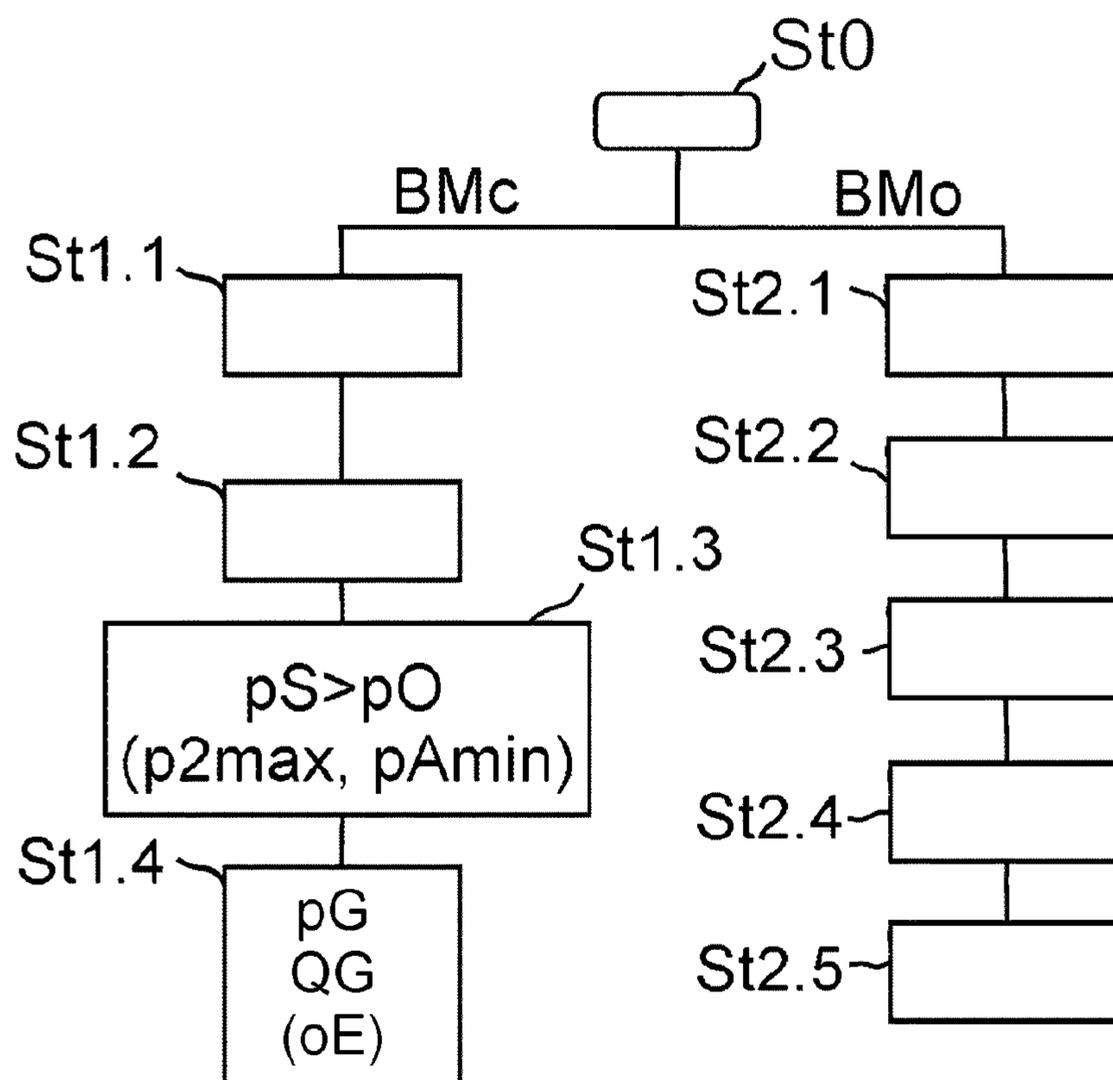 St0
BMc
BMo
St1.1
St2.1
St1.2
St2.2
St1.3
pS>pO
(p2max, pAmin)
St2.3
St1.4
St2.4
pG
QG
(oE)
St2.5